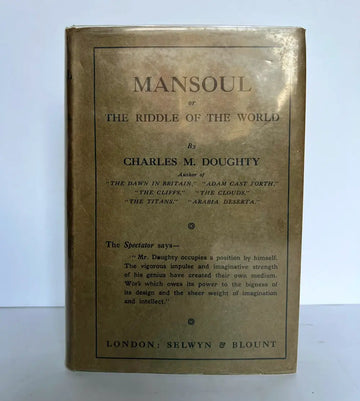 MANSOUL
or
THE RIDDLE OF THE WORLD
By
CHARLES M. DOUGHTY
Author of
"THE DAWN IN BRITAIN," "ADAM CAST FORTH,"
"THE CLIFFS," "THE CLOUDS,"
"THE TITANS," "ARABIA DESERTA,"
The Spectator says—
"Mr. Doughty occupies a position by himself.
The vigorous impulse and imaginative strength
of his genius have created their own medium.
Work which owes its power to the bigness of
its design and the sheer weight of imagination
and intellect."
LONDON: SELWYN & BLOUNT